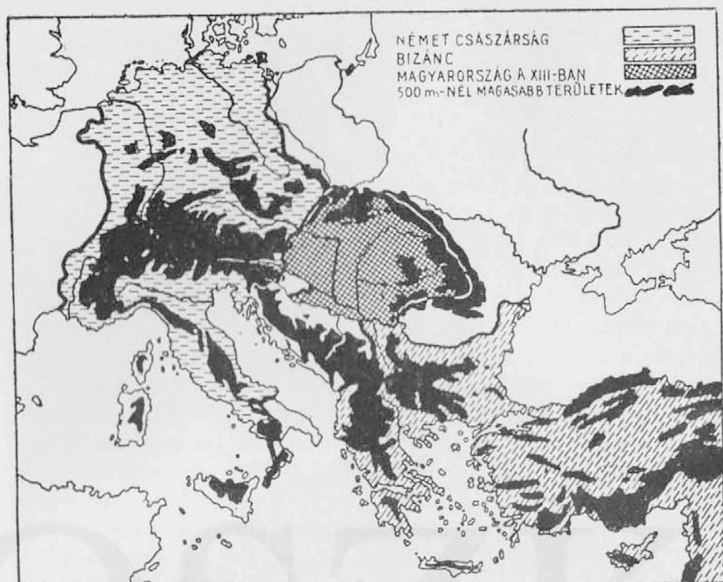 NÉMET CSÁSZÁRSÁG
BIZÁNC
MAGYARORSZÁG A XIII-BAN
500 m-NÉL MAGASABB TERÜLETEK